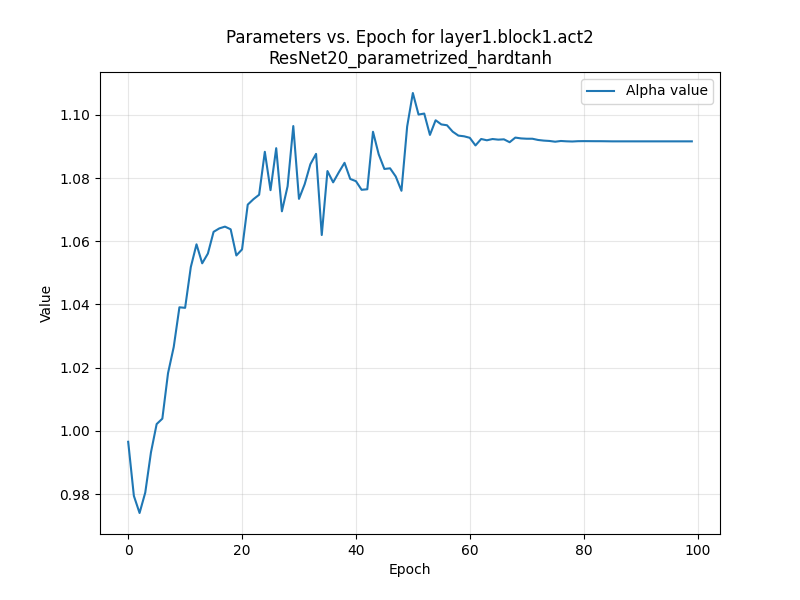 Parameters vs. Epoch for layer1.block1.act2
ResNet20_parametrized_hardtanh
Alpha value
1.10
1.08
1.06
1.04
1.02
1.00
0.98
Value
0 20 40 60 80 100
Epoch